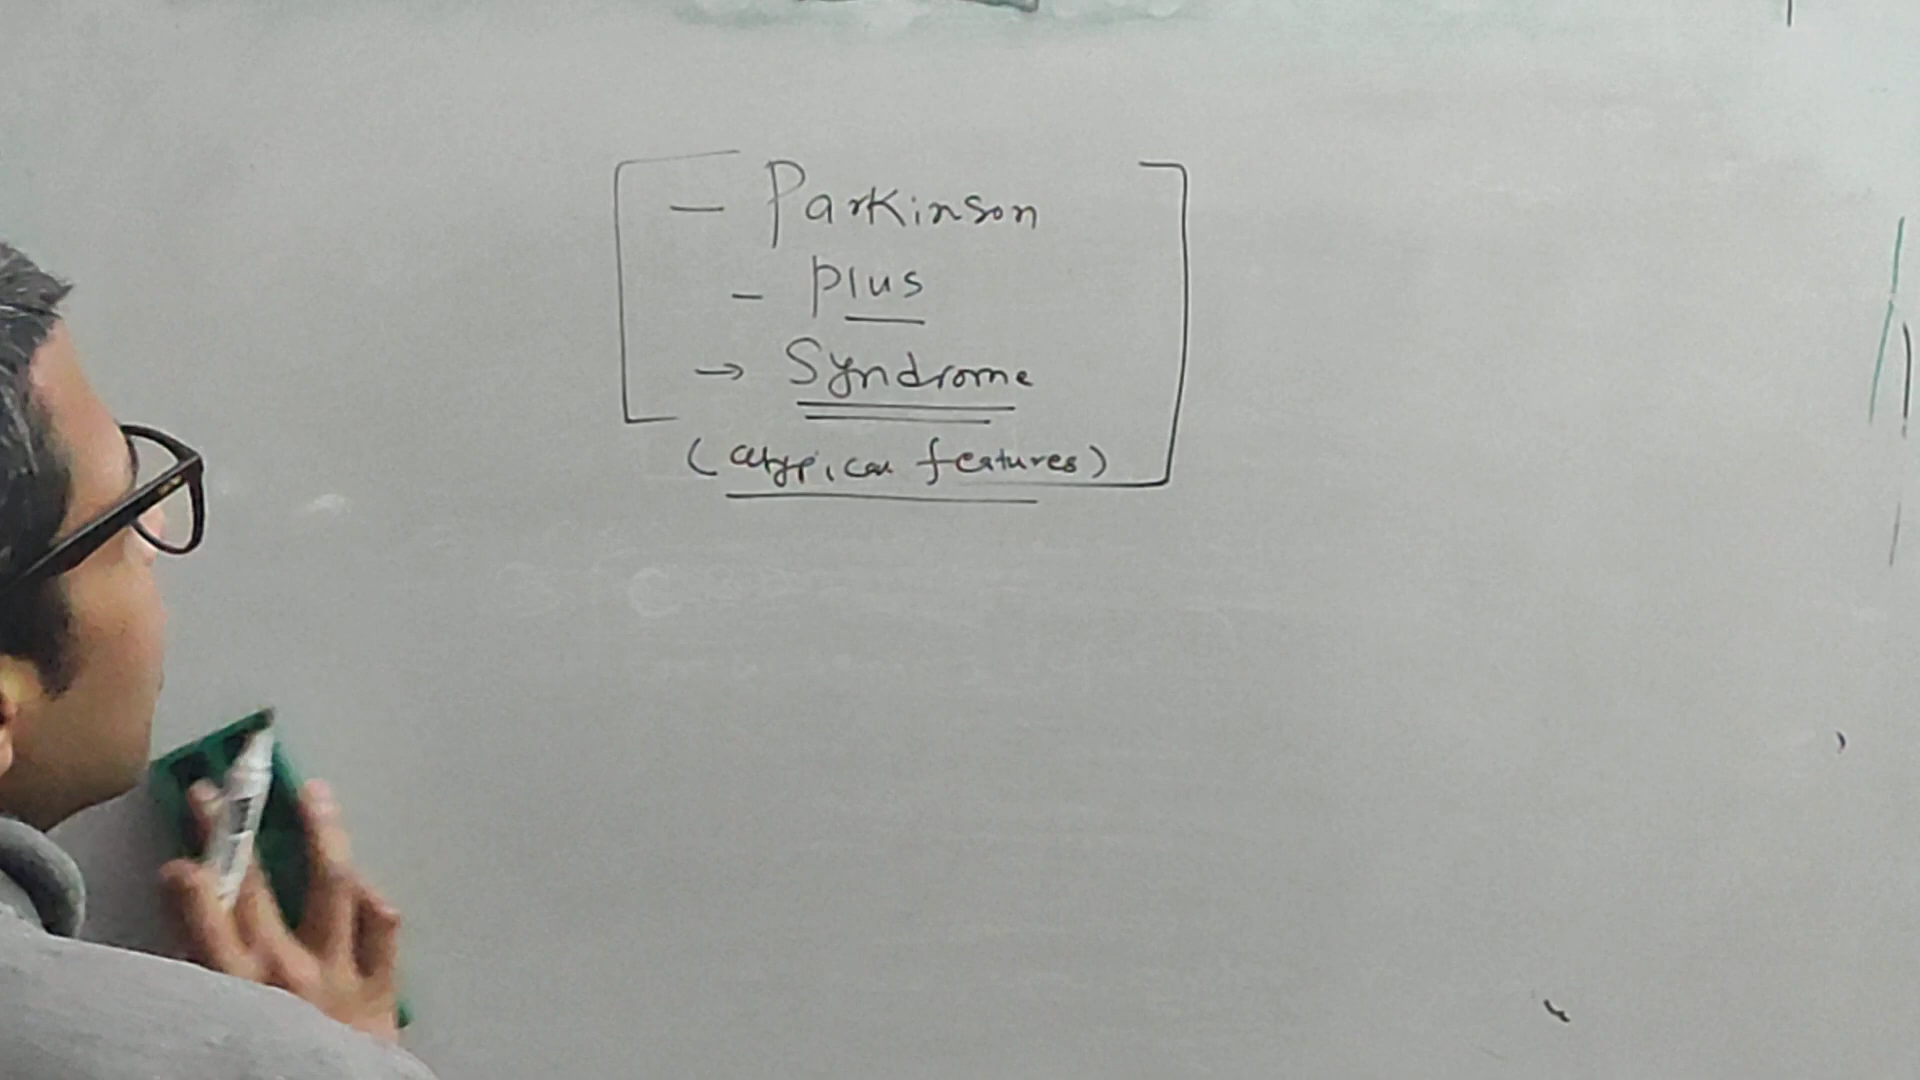 - Parkinson
- Plus
→ Syndrome
(atypical features)